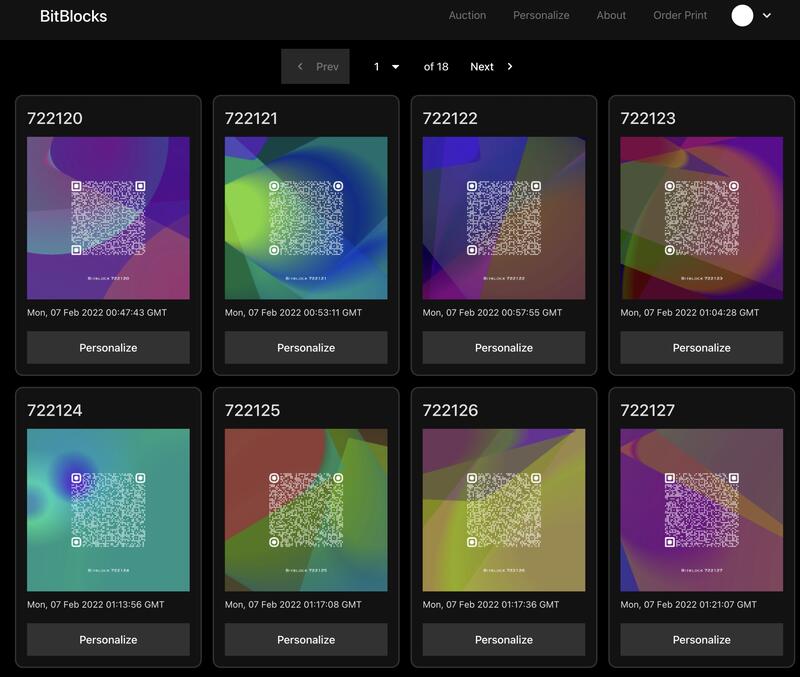 BitBlocks
Auction Personalize About Order Print
Prev 1 of 18 Next
722120 722121 722122 722123
Bitblock 722120 Bitblock 722121 Bitblock 722122 Bitblock 722123
Mon, 07 Feb 2022 00:47:43 GMT Mon, 07 Feb 2022 00:53:11 GMT Mon, 07 Feb 2022 00:57:55 GMT Mon, 07 Feb 2022 01:04:28 GMT
Personalize Personalize Personalize Personalize
722124 722125 722126 722127
Bitblock 722124 Bitblock 722125 Bitblock 722126 Bitblock 722127
Mon, 07 Feb 2022 01:13:56 GMT Mon, 07 Feb 2022 01:17:08 GMT Mon, 07 Feb 2022 01:17:36 GMT Mon, 07 Feb 2022 01:21:07 GMT
Personalize Personalize Personalize Personalize